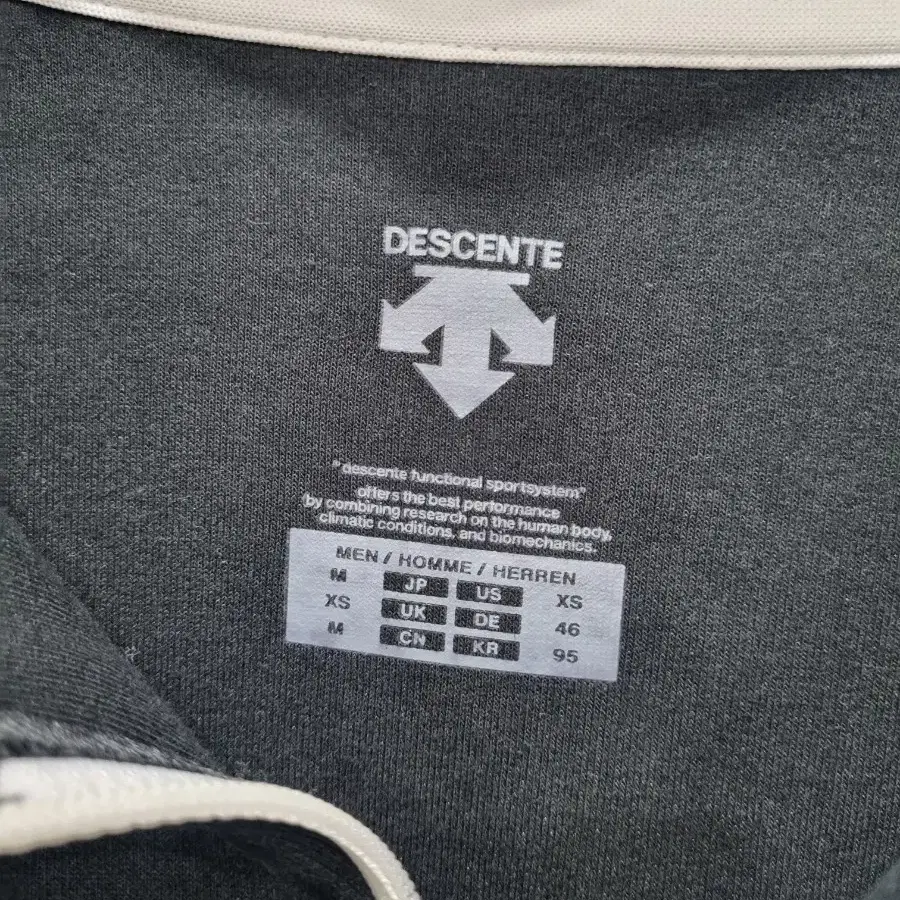 DESCENTE
"descente functional sportsystem"
offers the best performance
by combining research on the human body,
climatic conditions, and biomechanics.
MEN / HOMME / HERREN
M JP US XS
XS UK DE 46
M CN KR 95